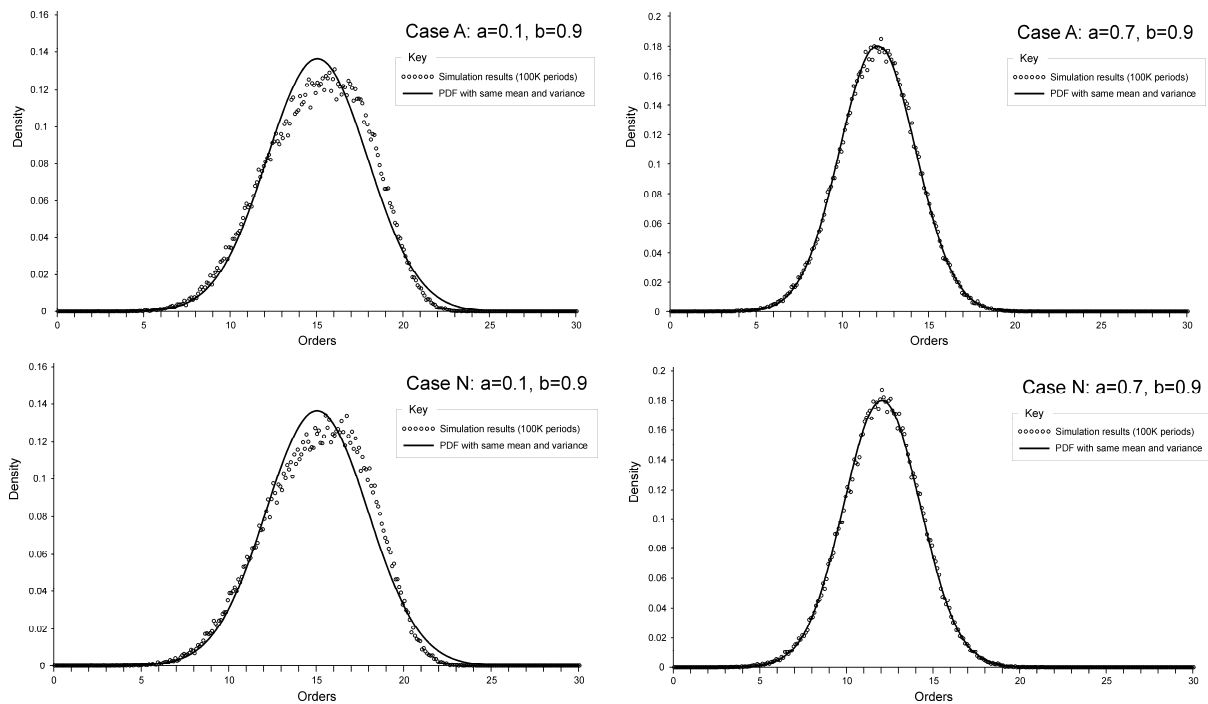 Case A: a=0.1, b=0.9
Key
Simulation results (100K periods)
PDF with same mean and variance
Density
0.16
0.14
0.12
0.1
0.08
0.06
0.04
0.02
0
0 5 10 15 20 25 30
Orders
Case A: a=0.7, b=0.9
Key
Simulation results (100K periods)
PDF with same mean and variance
Density
0.2
0.18
0.16
0.14
0.12
0.1
0.08
0.06
0.04
0.02
0
0 5 10 15 20 25 30
Orders
Case N: a=0.1, b=0.9
Key
Simulation results (100K periods)
PDF with same mean and variance
Density
0.16
0.14
0.12
0.1
0.08
0.06
0.04
0.02
0
0 5 10 15 20 25 30
Orders
Case N: a=0.7, b=0.9
Key
Simulation results (100K periods)
PDF with same mean and variance
Density
0.2
0.18
0.16
0.14
0.12
0.1
0.08
0.06
0.04
0.02
0
0 5 10 15 20 25 30
Orders